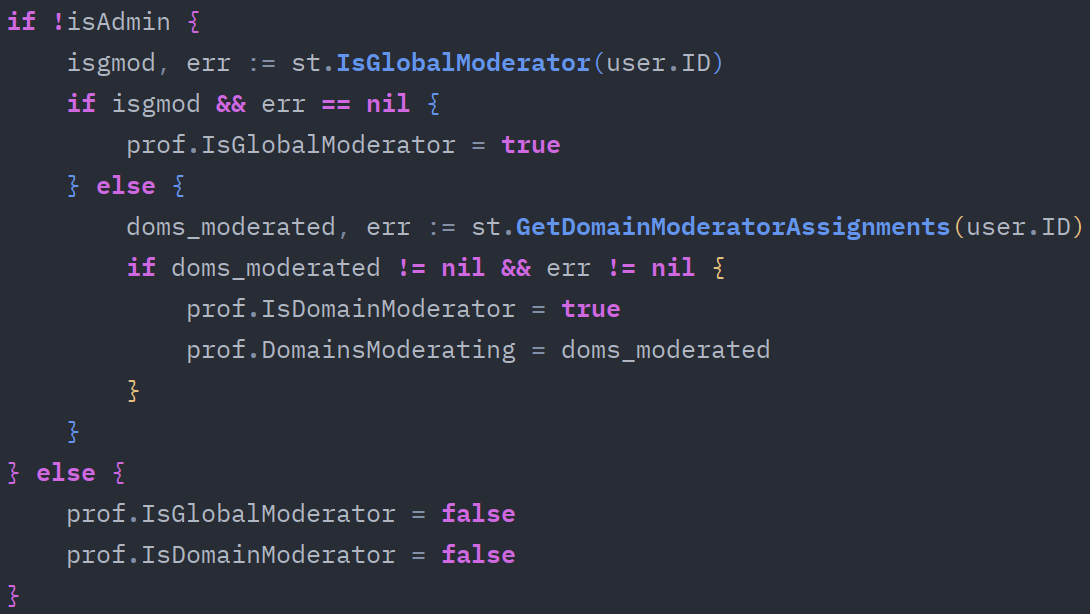 if !isAdmin {
    isgmod, err := st.IsGlobalModerator(user.ID)
    if isgmod && err == nil {
        prof.IsGlobalModerator = true
    } else {
        doms_moderated, err := st.GetDomainModeratorAssignments(user.ID)
        if doms_moderated != nil && err != nil {
            prof.IsDomainModerator = true
            prof.DomainsModerating = doms_moderated
        }
    }
} else {
    prof.IsGlobalModerator = false
    prof.IsDomainModerator = false
}